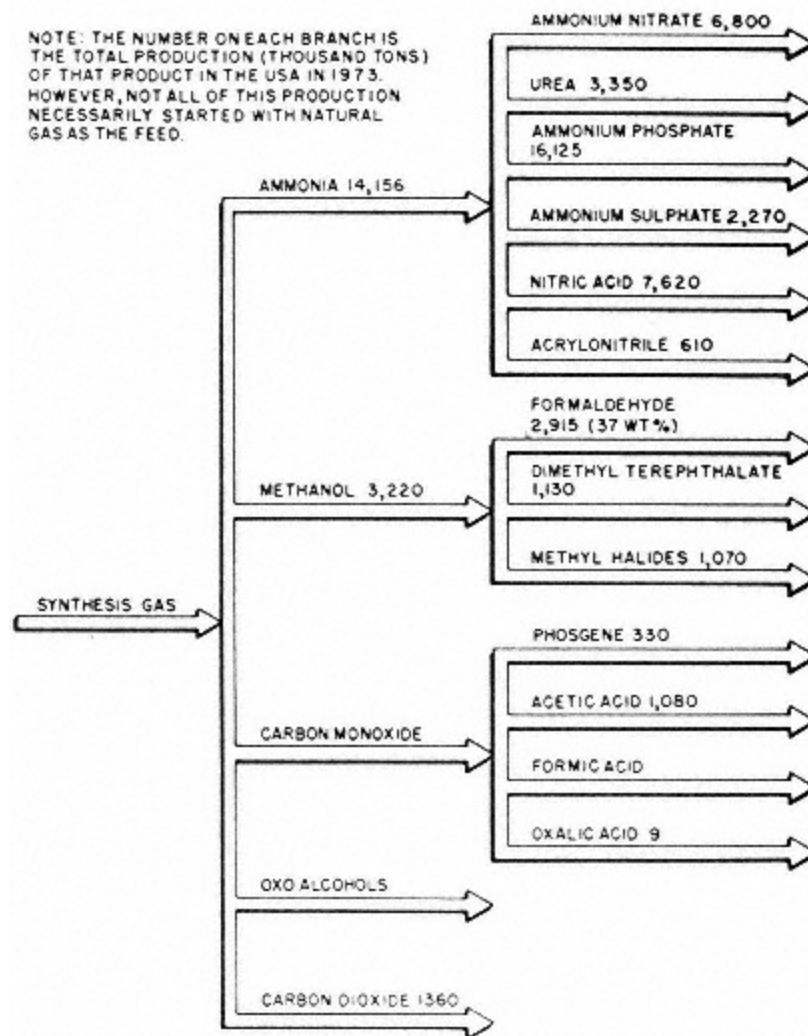 NOTE: THE NUMBER ON EACH BRANCH IS
THE TOTAL PRODUCTION (THOUSAND TONS)
OF THAT PRODUCT IN THE USA IN 1973.
HOWEVER, NOT ALL OF THIS PRODUCTION
NECESSARILY STARTED WITH NATURAL
GAS AS THE FEED.
SYNTHESIS GAS
AMMONIA 14,156
AMMONIUM NITRATE 6,800
UREA 3,350
AMMONIUM PHOSPHATE
16,125
AMMONIUM SULPHATE 2,270
NITRIC ACID 7,620
ACRYLONITRILE 610
METHANOL 3,220
FORMALDEHYDE
2,915 (37 WT %)
DIMETHYL TEREPHTHALATE
1,130
METHYL HALIDES 1,070
CARBON MONOXIDE
PHOSGENE 330
ACETIC ACID 1,080
FORMIC ACID
OXALIC ACID 9
OXO ALCOHOLS
CARBON DIOXIDE 1360